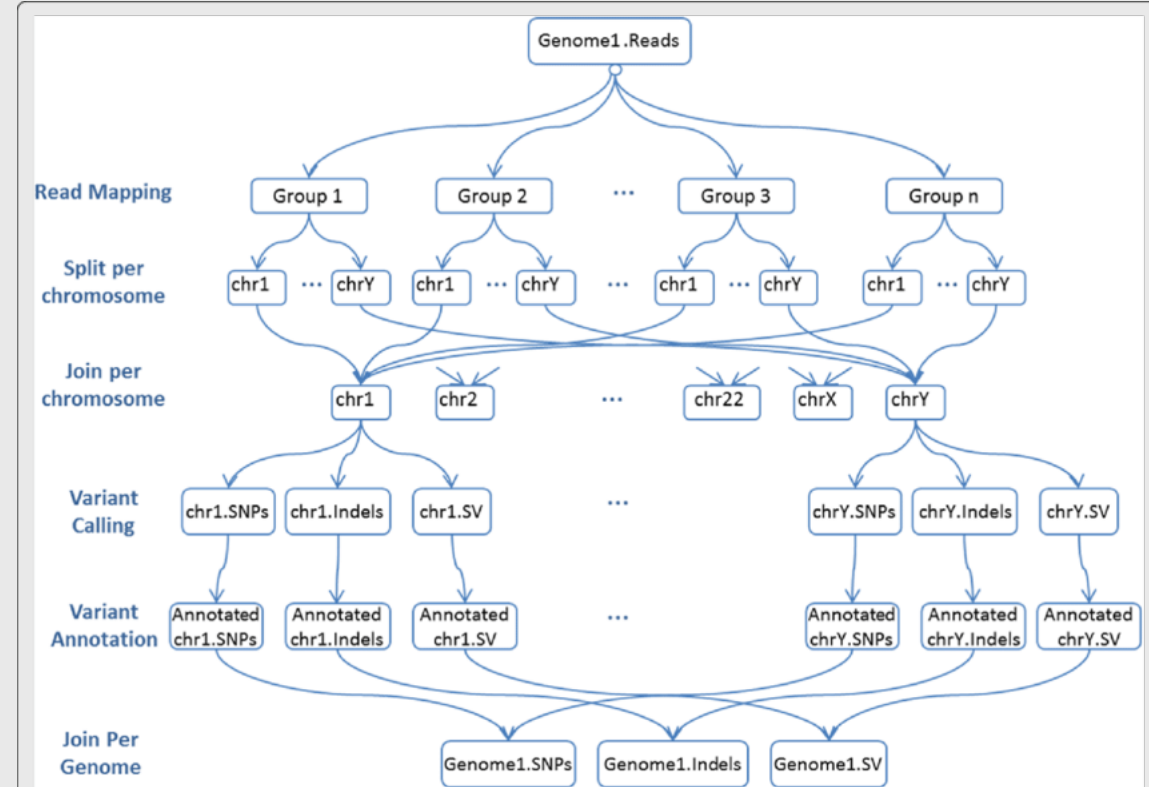 Genome1.Reads
Read Mapping
Group 1
Group 2
...
Group 3
Group n
Split per
chromosome
chr1 ... chrY chr1 ... chrY ... chr1 ... chrY chr1 ... chrY
Join per
chromosome
chr1 chr2 ... chr22 chrX chrY
Variant
Calling
chr1.SNPs chr1.Indels chr1.SV ... chrY.SNPs chrY.Indels chrY.SV
Variant
Annotation
Annotated
chr1.SNPs
Annotated
chr1.Indels
Annotated
chr1.SV
...
Annotated
chrY.SNPs
Annotated
chrY.Indels
Annotated
chrY.SV
Join Per
Genome
Genome1.SNPs Genome1.Indels Genome1.SV